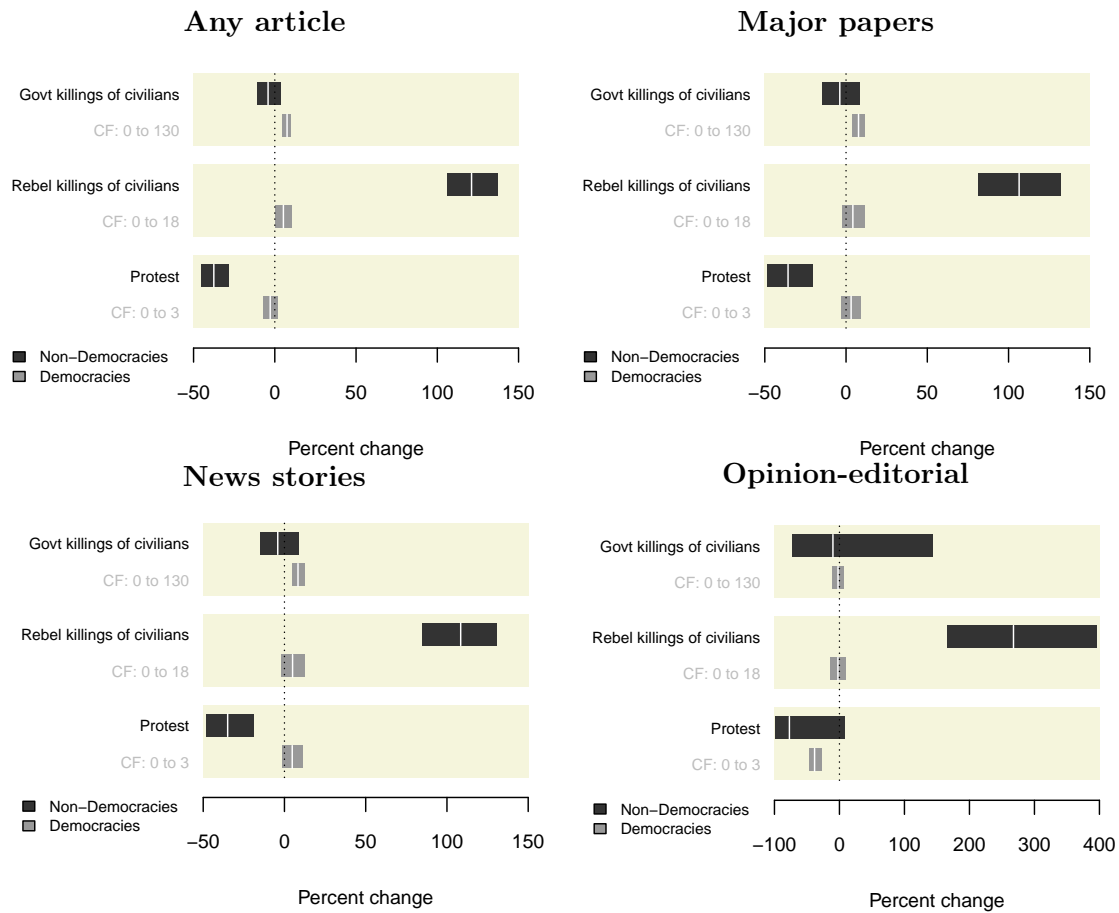 Any article
Govt killings of civilians
CF: 0 to 130
Rebel killings of civilians
CF: 0 to 18
Protest
CF: 0 to 3
Non−Democracies
Democracies
−50 0 50 100 150
Percent change
Major papers
Govt killings of civilians
CF: 0 to 130
Rebel killings of civilians
CF: 0 to 18
Protest
CF: 0 to 3
Non−Democracies
Democracies
−50 0 50 100 150
Percent change
News stories
Govt killings of civilians
CF: 0 to 130
Rebel killings of civilians
CF: 0 to 18
Protest
CF: 0 to 3
Non−Democracies
Democracies
−50 0 50 100 150
Percent change
Opinion-editorial
Govt killings of civilians
CF: 0 to 130
Rebel killings of civilians
CF: 0 to 18
Protest
CF: 0 to 3
Non−Democracies
Democracies
−100 0 100 200 300 400
Percent change